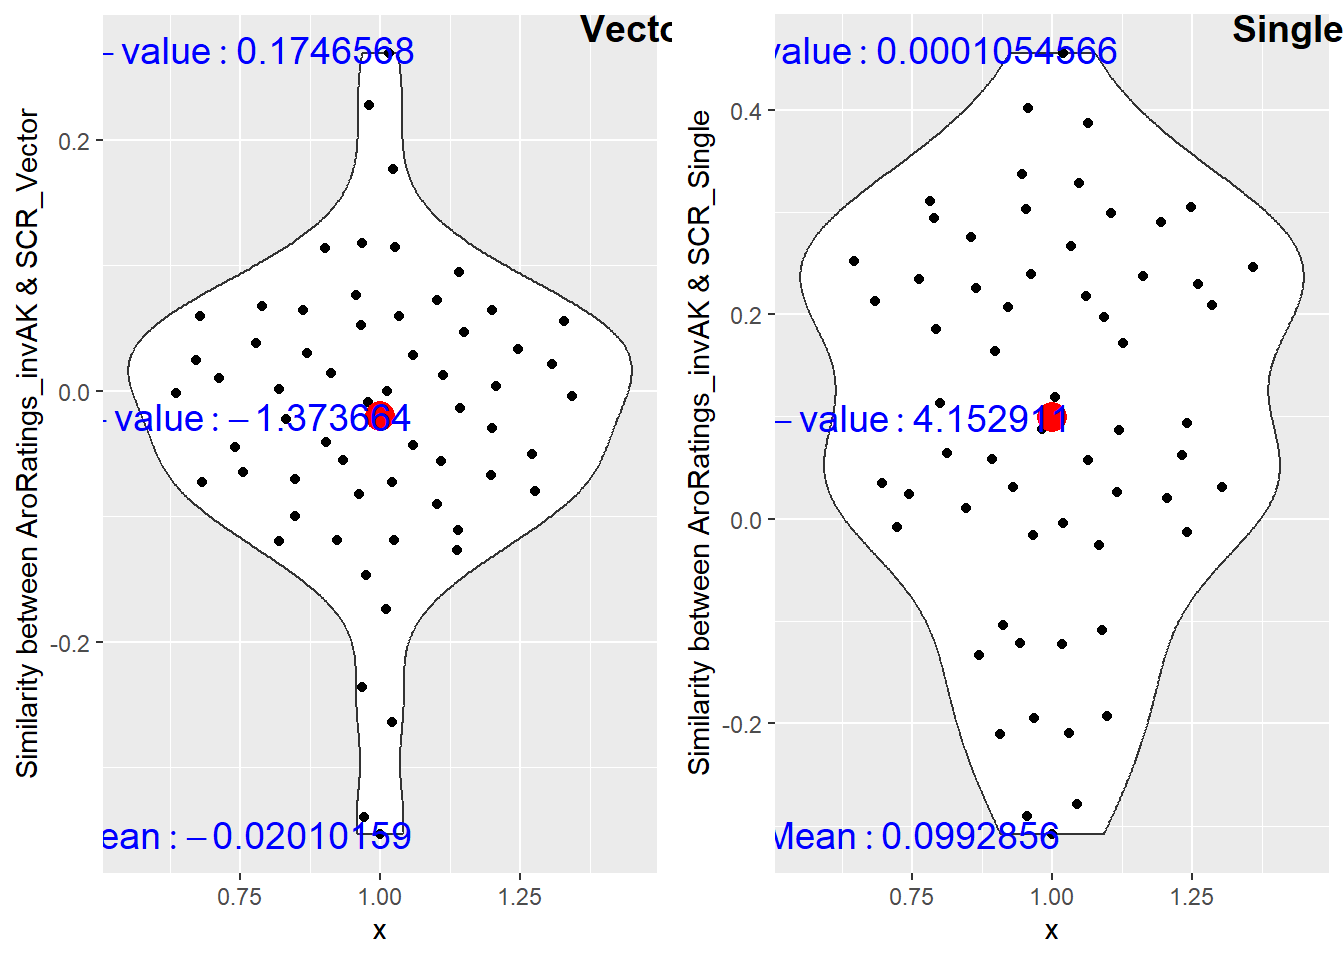 Vecto
− value : 0.1746568
0.2
0.0
− value : − 1.373664
-0.2
ean : − 0.02010159
0.75 1.00 1.25
x
Similarity between AroRatings_invAK & SCR_Vector
Single
value : 0.0001054566
0.4
0.2
− value : 4.152911
0.0
-0.2
Mean : 0.0992856
0.75 1.00 1.25
x
Similarity between AroRatings_invAK & SCR_Single